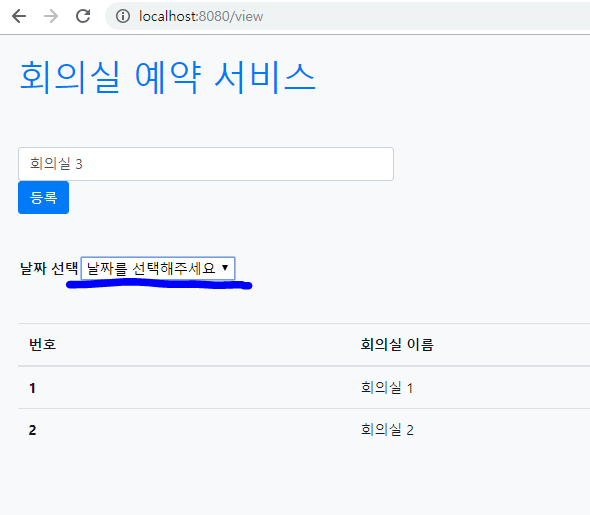 localhost:8080/view
회의실 예약 서비스
회의실 3
등록
날짜 선택 날짜를 선택해주세요
번호 회의실 이름
1 회의실 1
2 회의실 2